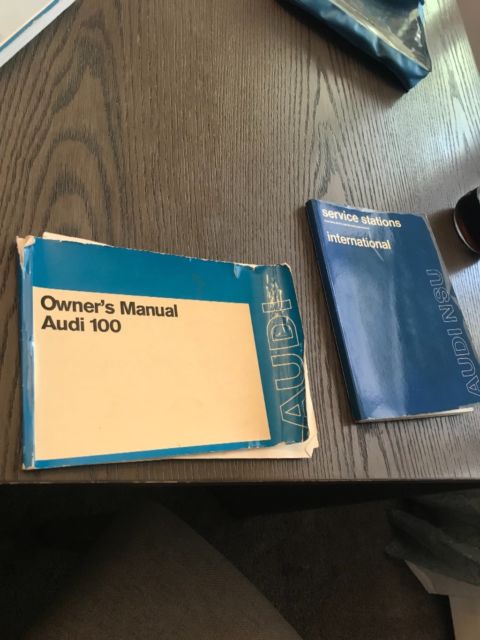 Owner's Manual
Audi 100
AUDI
service stations
international
AUDI NSU